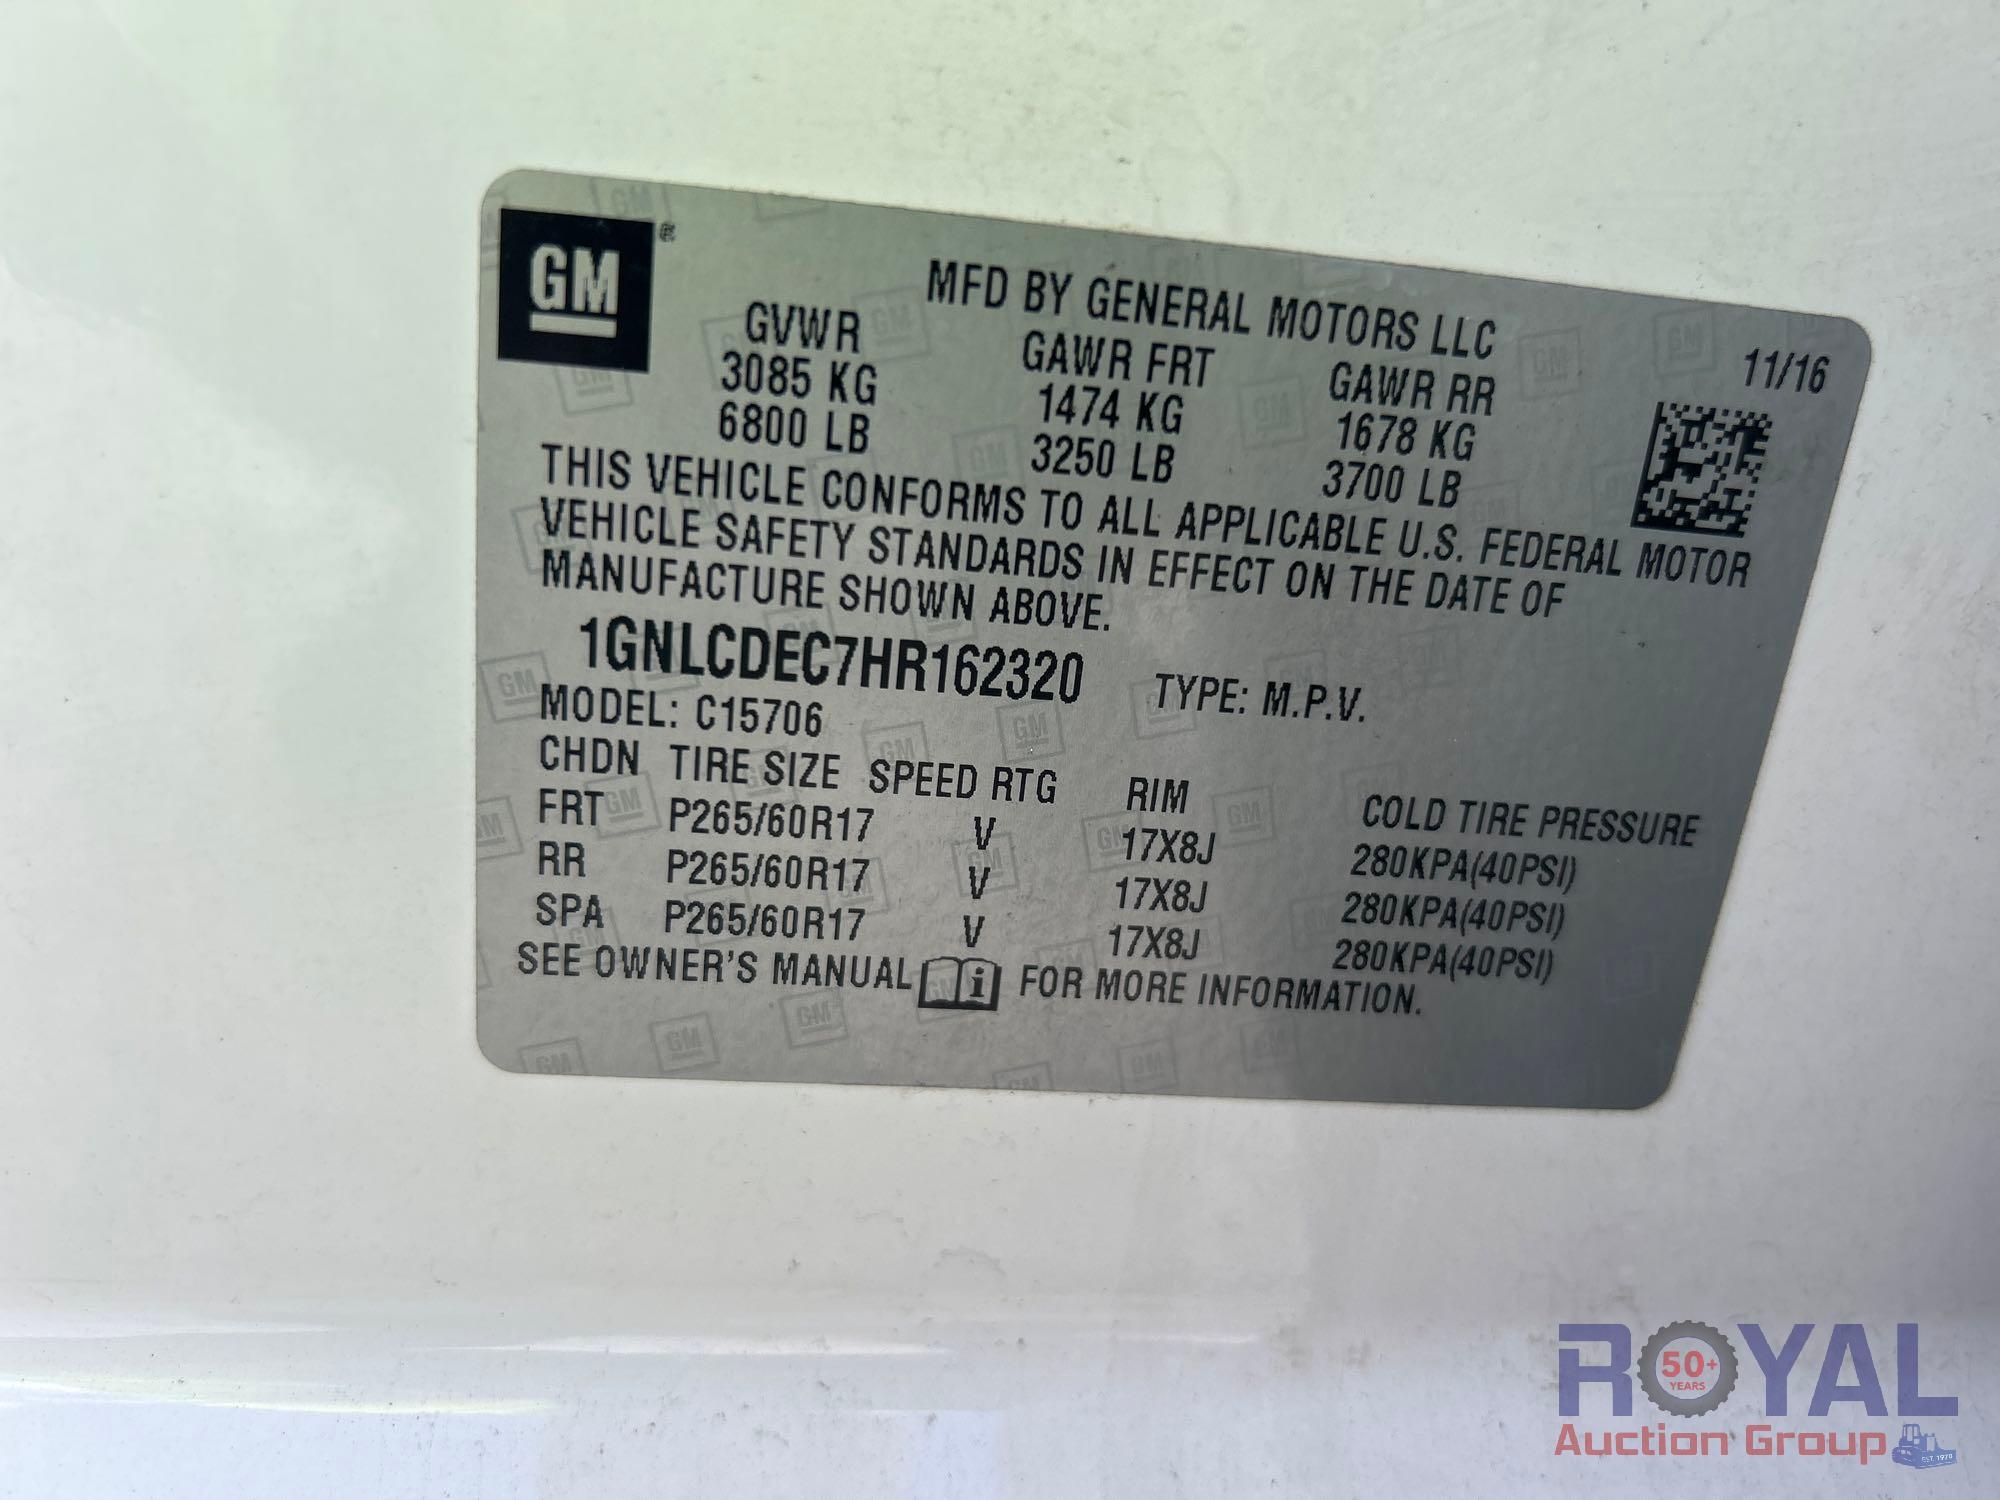 GM
MFD BY GENERAL MOTORS LLC
11/16
GVWR GAWR FRT GAWR RR
3085 KG 1474 KG 1678 KG
6800 LB 3250 LB 3700 LB
THIS VEHICLE CONFORMS TO ALL APPLICABLE U.S. FEDERAL MOTOR
VEHICLE SAFETY STANDARDS IN EFFECT ON THE DATE OF
MANUFACTURE SHOWN ABOVE.
1GNLCDEC7HR162320 TYPE: M.P.V.
MODEL: C15706
CHDN TIRE SIZE SPEED RTG RIM COLD TIRE PRESSURE
FRT P265/60R17 V 17X8J 280KPA(40PSI)
RR P265/60R17 V 17X8J 280KPA(40PSI)
SPA P265/60R17 V 17X8J 280KPA(40PSI)
SEE OWNER'S MANUAL i FOR MORE INFORMATION.
ROYAL
50+
YEARS
Auction Group
EST. 1970